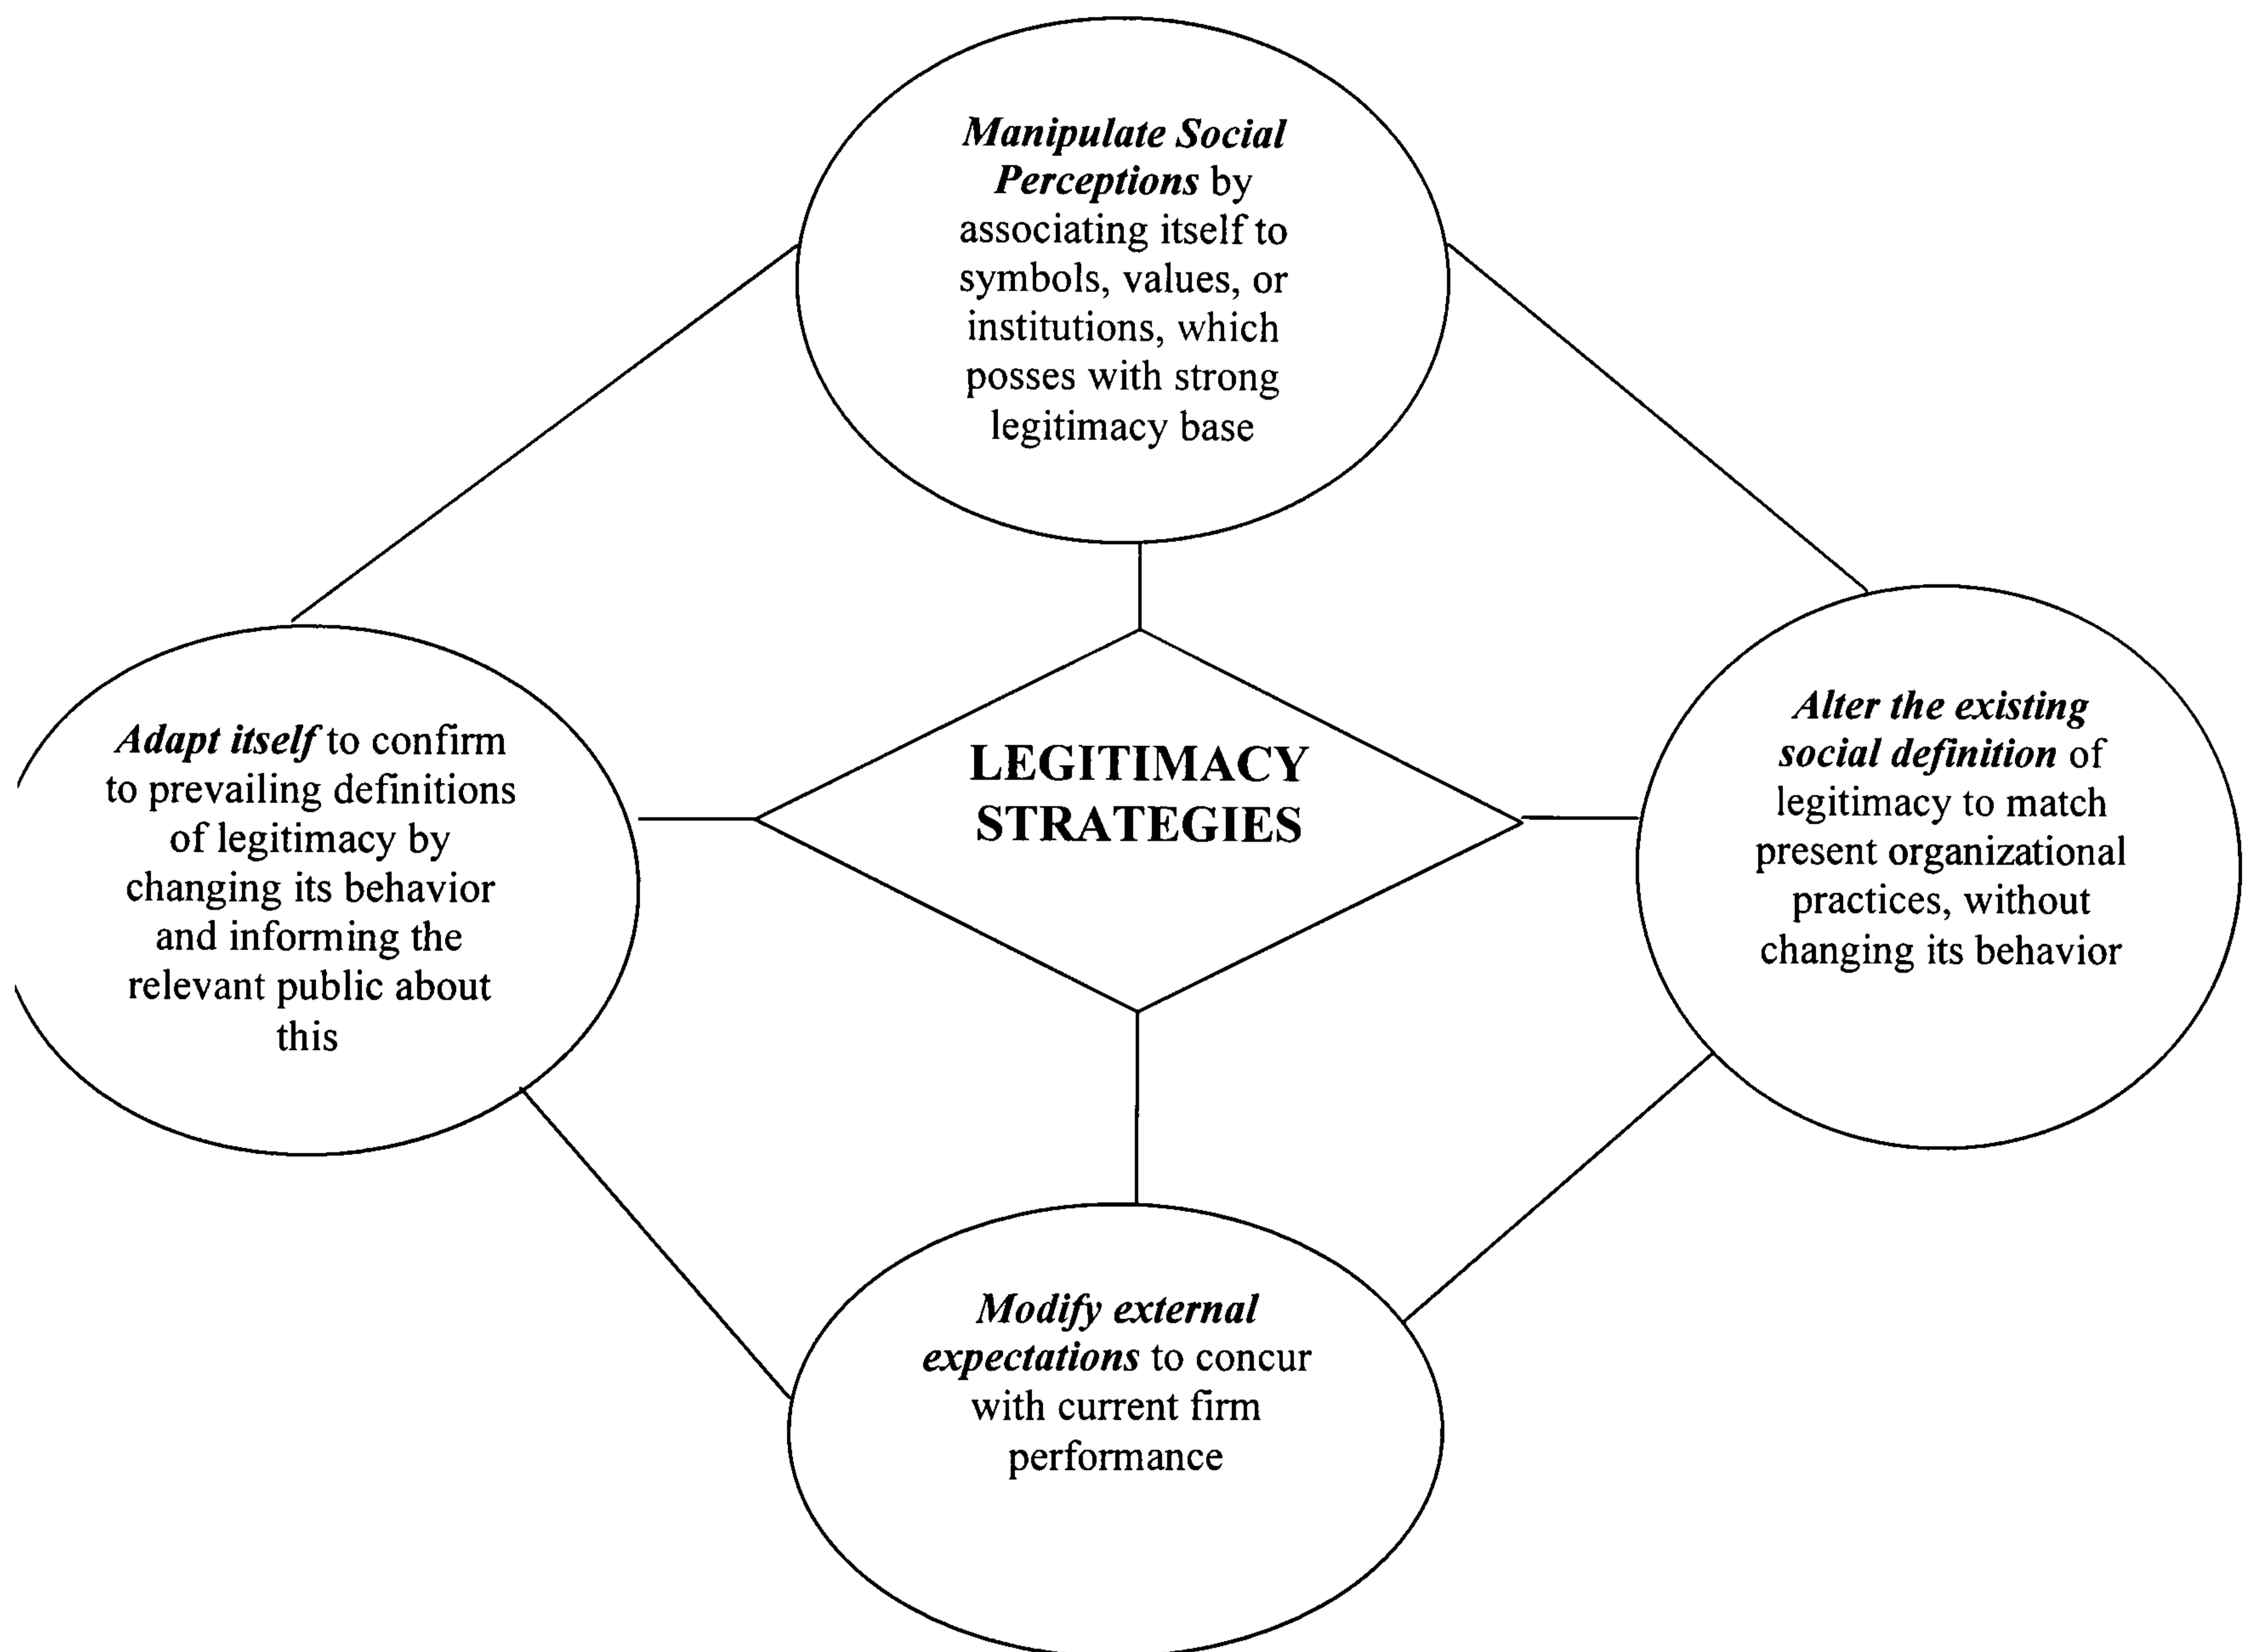 Manipulate Social
Perceptions by
associating itself to
symbols, values, or
institutions, which
posses with strong
legitimacy base
Adapt itself to confirm
to prevailing definitions
of legitimacy by
changing its behavior
and informing the
relevant public about
this
LEGITIMACY
STRATEGIES
Alter the existing
social definition of
legitimacy to match
present organizational
practices, without
changing its behavior
Modify external
expectations to concur
with current firm
performance